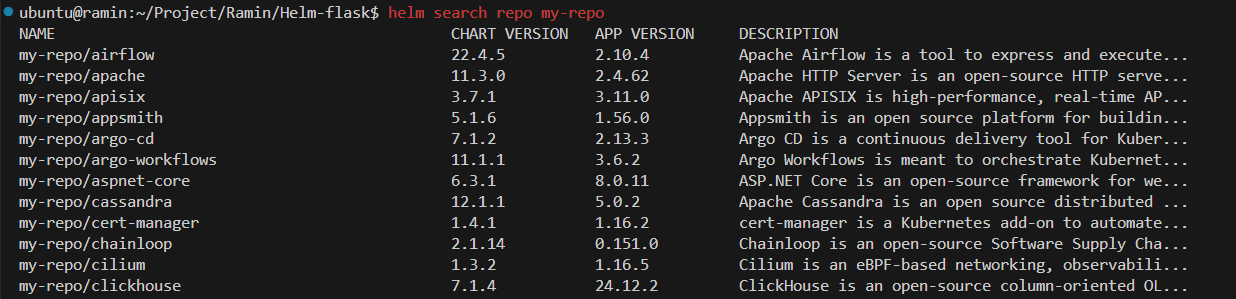 ubuntu@ramin:~/Project/Ramin/Helm-flask$ helm search repo my-repo
NAME CHART VERSION APP VERSION DESCRIPTION
my-repo/airflow 22.4.5 2.10.4 Apache Airflow is a tool to express and execute...
my-repo/apache 11.3.0 2.4.62 Apache HTTP Server is an open-source HTTP serve...
my-repo/apisix 3.7.1 3.11.0 Apache APISIX is high-performance, real-time AP...
my-repo/appsmith 5.1.6 1.56.0 Appsmith is an open source platform for buildin...
my-repo/argo-cd 7.1.2 2.13.3 Argo CD is a continuous delivery tool for Kuber...
my-repo/argo-workflows 11.1.1 3.6.2 Argo Workflows is meant to orchestrate Kubernet...
my-repo/aspnet-core 6.3.1 8.0.11 ASP.NET Core is an open-source framework for we...
my-repo/cassandra 12.1.1 5.0.2 Apache Cassandra is an open source distributed ...
my-repo/cert-manager 1.4.1 1.16.2 cert-manager is a Kubernetes add-on to automate...
my-repo/chainloop 2.1.14 0.151.0 Chainloop is an open-source Software Supply Cha...
my-repo/cilium 1.3.2 1.16.5 Cilium is an eBPF-based networking, observabili...
my-repo/clickhouse 7.1.4 24.12.2 ClickHouse is an open-source column-oriented OL...